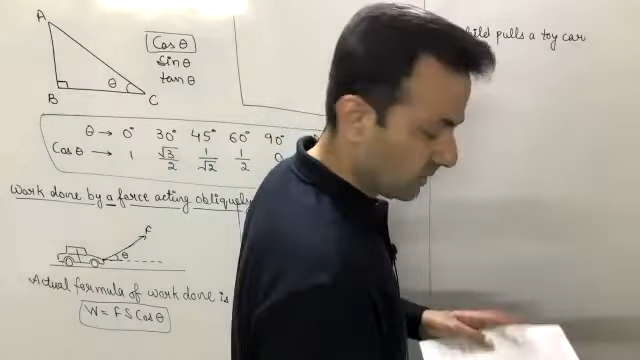 A
B
C
θ
Cos θ
Sin θ
tan θ
θ → 0° 30° 45° 60° 90°
Cos θ → 1 √3/2 1/√2 1/2 0
Work done by a force acting obliquely
F
θ
Actual formula of work done is
W = F S Cos θ
pulls a toy car